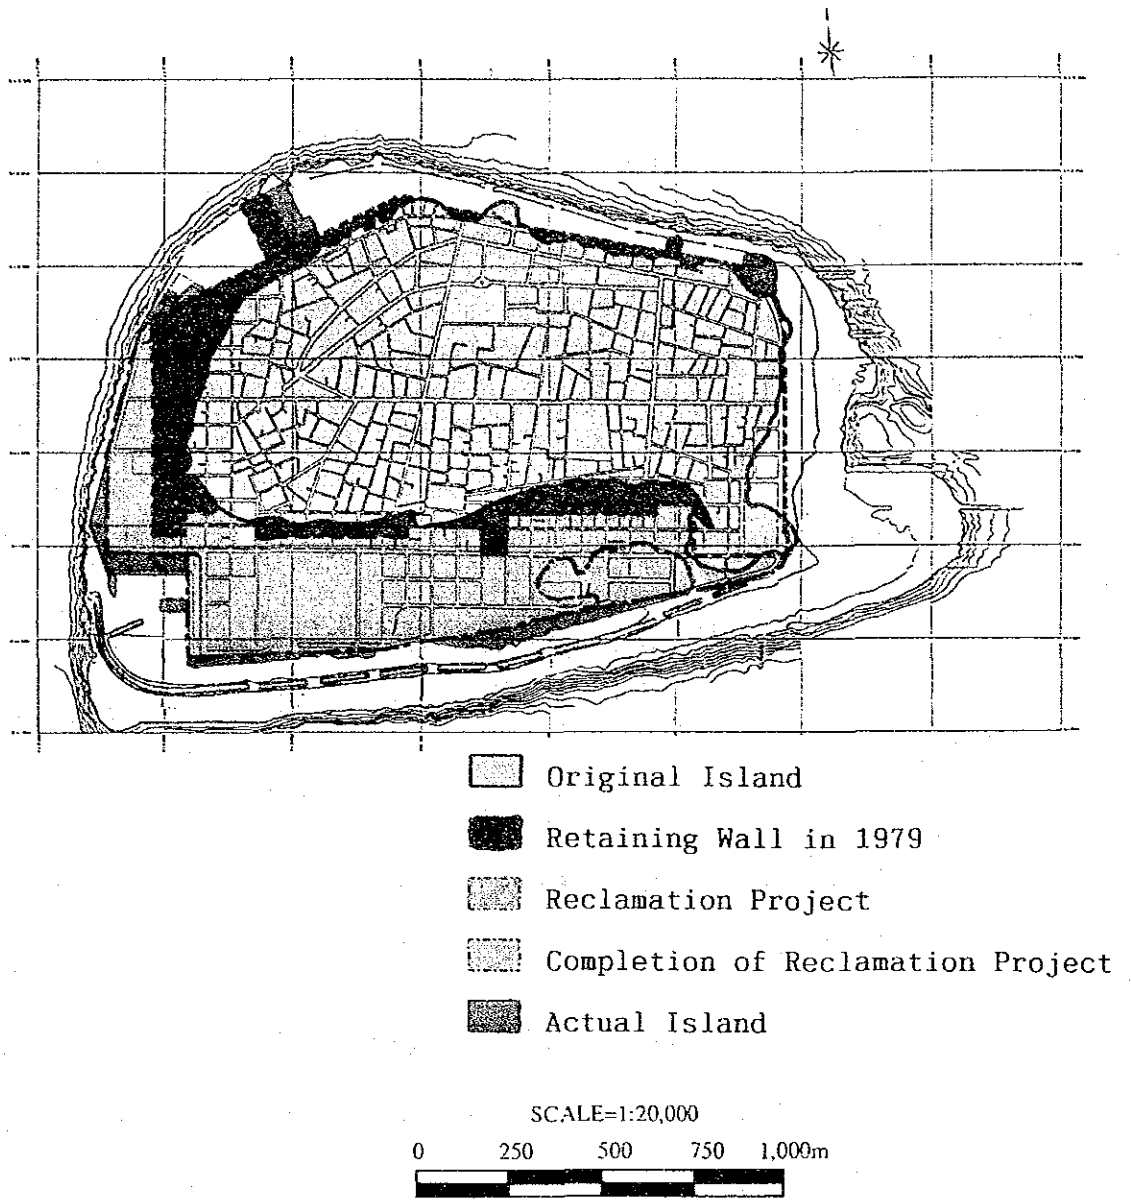 Original Island
Retaining Wall in 1979
Reclamation Project
Completion of Reclamation Project
Actual Island
SCALE=1:20,000
0 250 500 750 1,000m